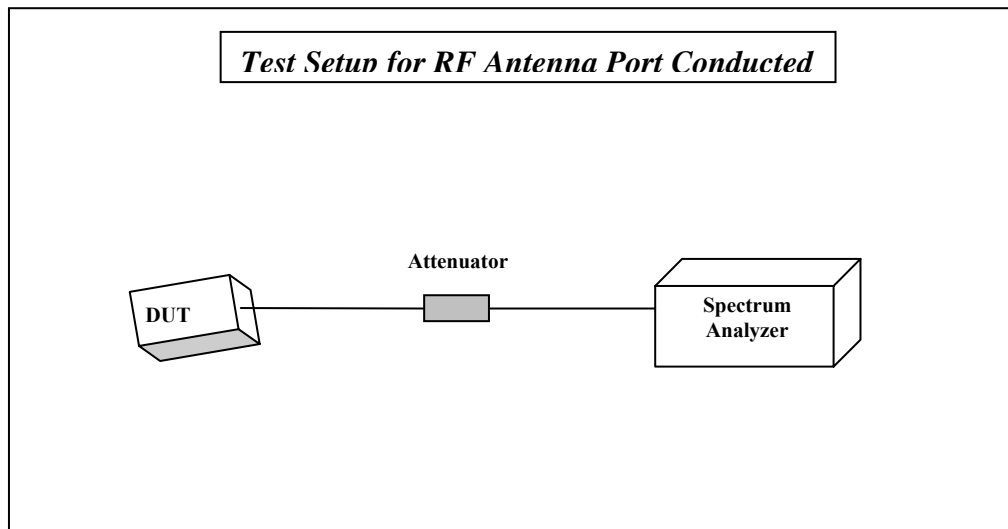 Test Setup for RF Antenna Port Conducted
Attenuator
DUT
Spectrum
Analyzer